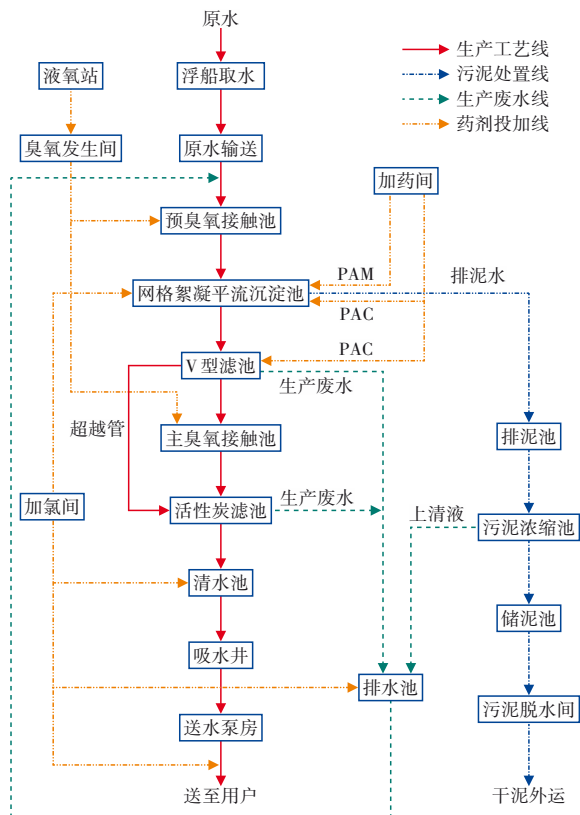 原水
生产工艺线
污泥处置线
生产废水线
药剂投加线
液氧站
浮船取水
臭氧发生间
原水输送
加药间
预臭氧接触池
PAM
排泥水
网格絮凝平流沉淀池
PAC
PAC
V型滤池
生产废水
超越管
主臭氧接触池
排泥池
加氯间
活性炭滤池
生产废水
上清液
污泥浓缩池
清水池
储泥池
吸水井
排水池
污泥脱水间
送水泵房
送至用户
干泥外运